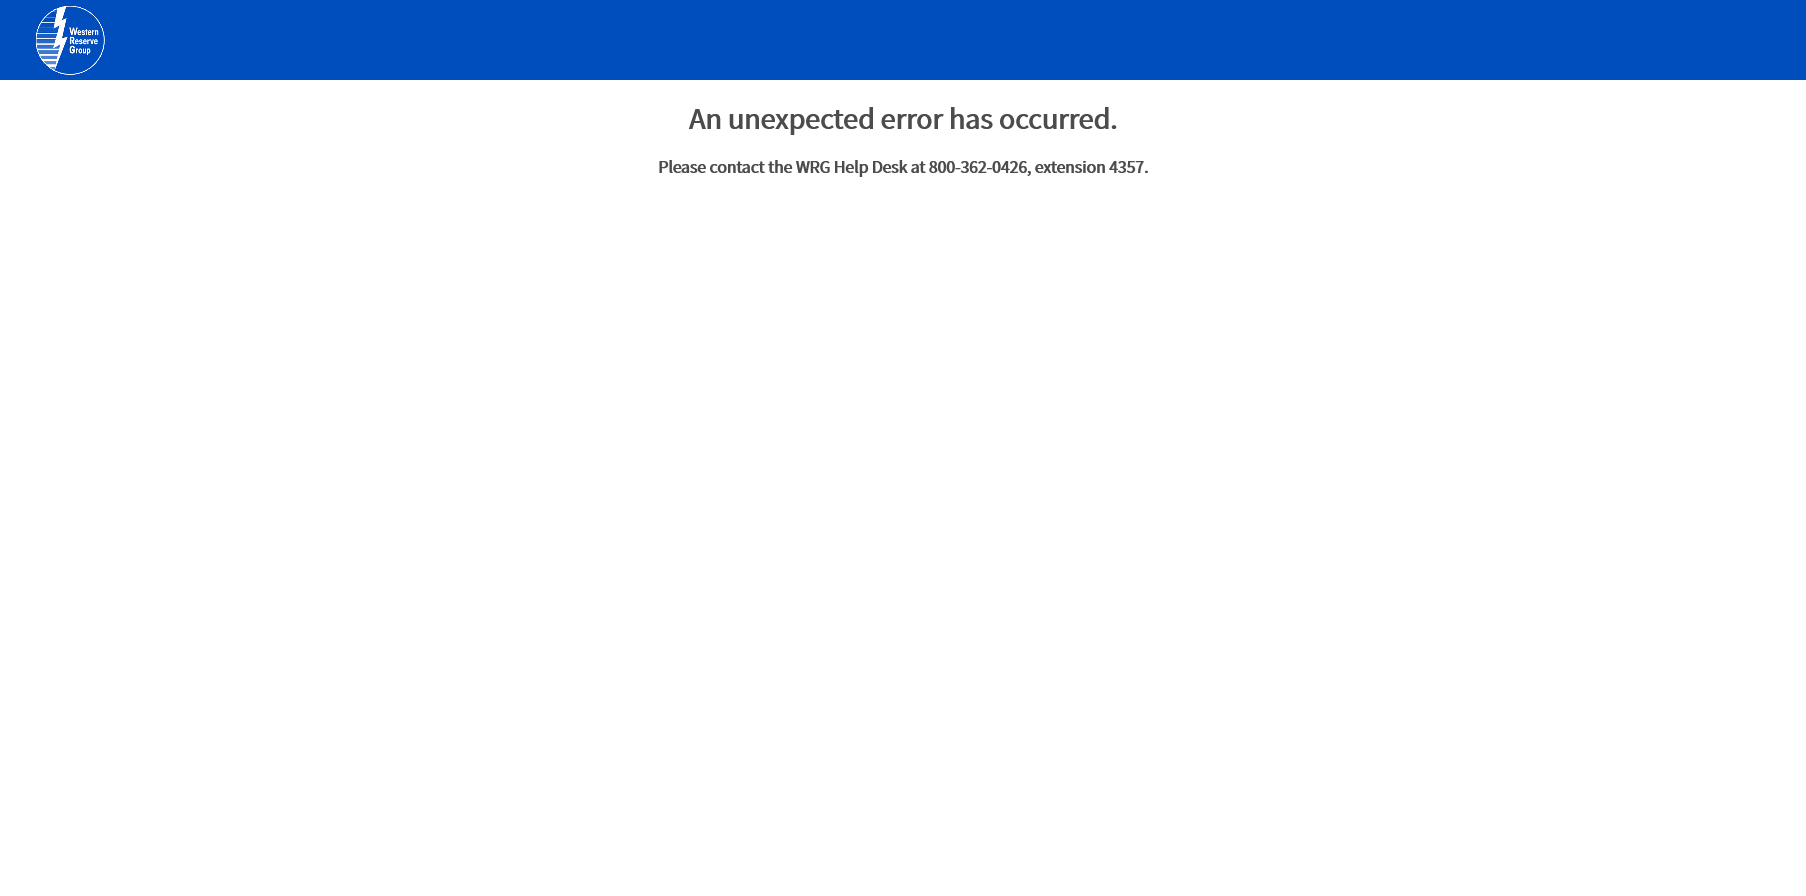 Western
Reserve
Group
An unexpected error has occurred.
Please contact the WRG Help Desk at 800-362-0426, extension 4357.